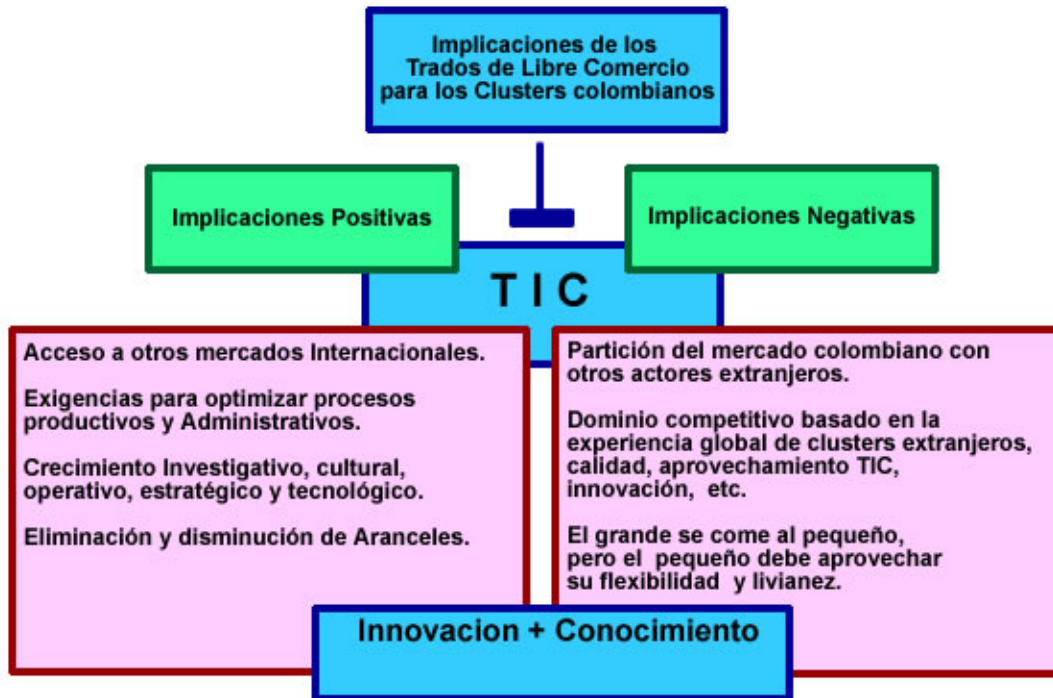 Implicaciones de los
Trados de Libre Comercio
para los Clusters colombianos
Implicaciones Positivas
Implicaciones Negativas
T I C
Acceso a otros mercados Internacionales.
Exigencias para optimizar procesos
productivos y Administrativos.
Crecimiento Investigativo, cultural,
operativo, estratégico y tecnológico.
Eliminación y disminución de Aranceles.
Partición del mercado colombiano con
otros actores extranjeros.
Dominio competitivo basado en la
experiencia global de clusters extranjeros,
calidad, aprovechamiento TIC,
innovación, etc.
El grande se come al pequeño,
pero el pequeño debe aprovechar
su flexibilidad y livianez.
Innovacion + Conocimiento